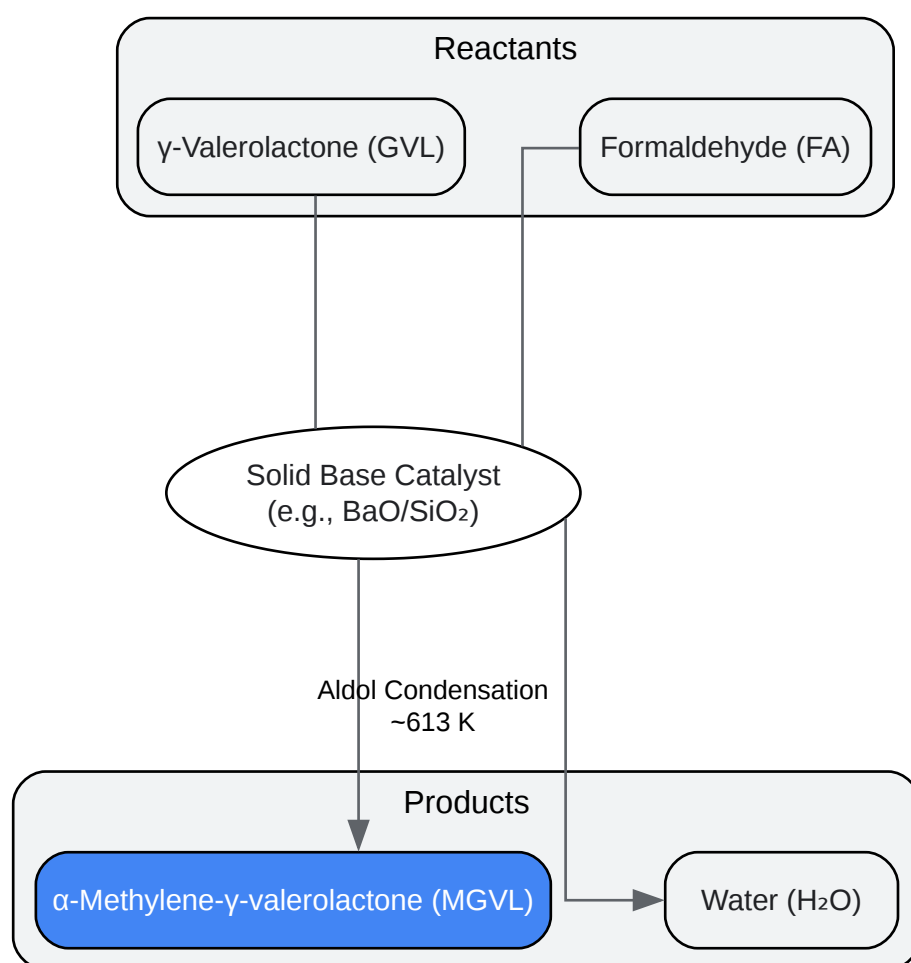 Reactants
γ-Valerolactone (GVL)
Formaldehyde (FA)
Solid Base Catalyst
(e.g., BaO/SiO₂)
Aldol Condensation
~613 K
Products
α-Methylene-γ-valerolactone (MGVL)
Water (H₂O)